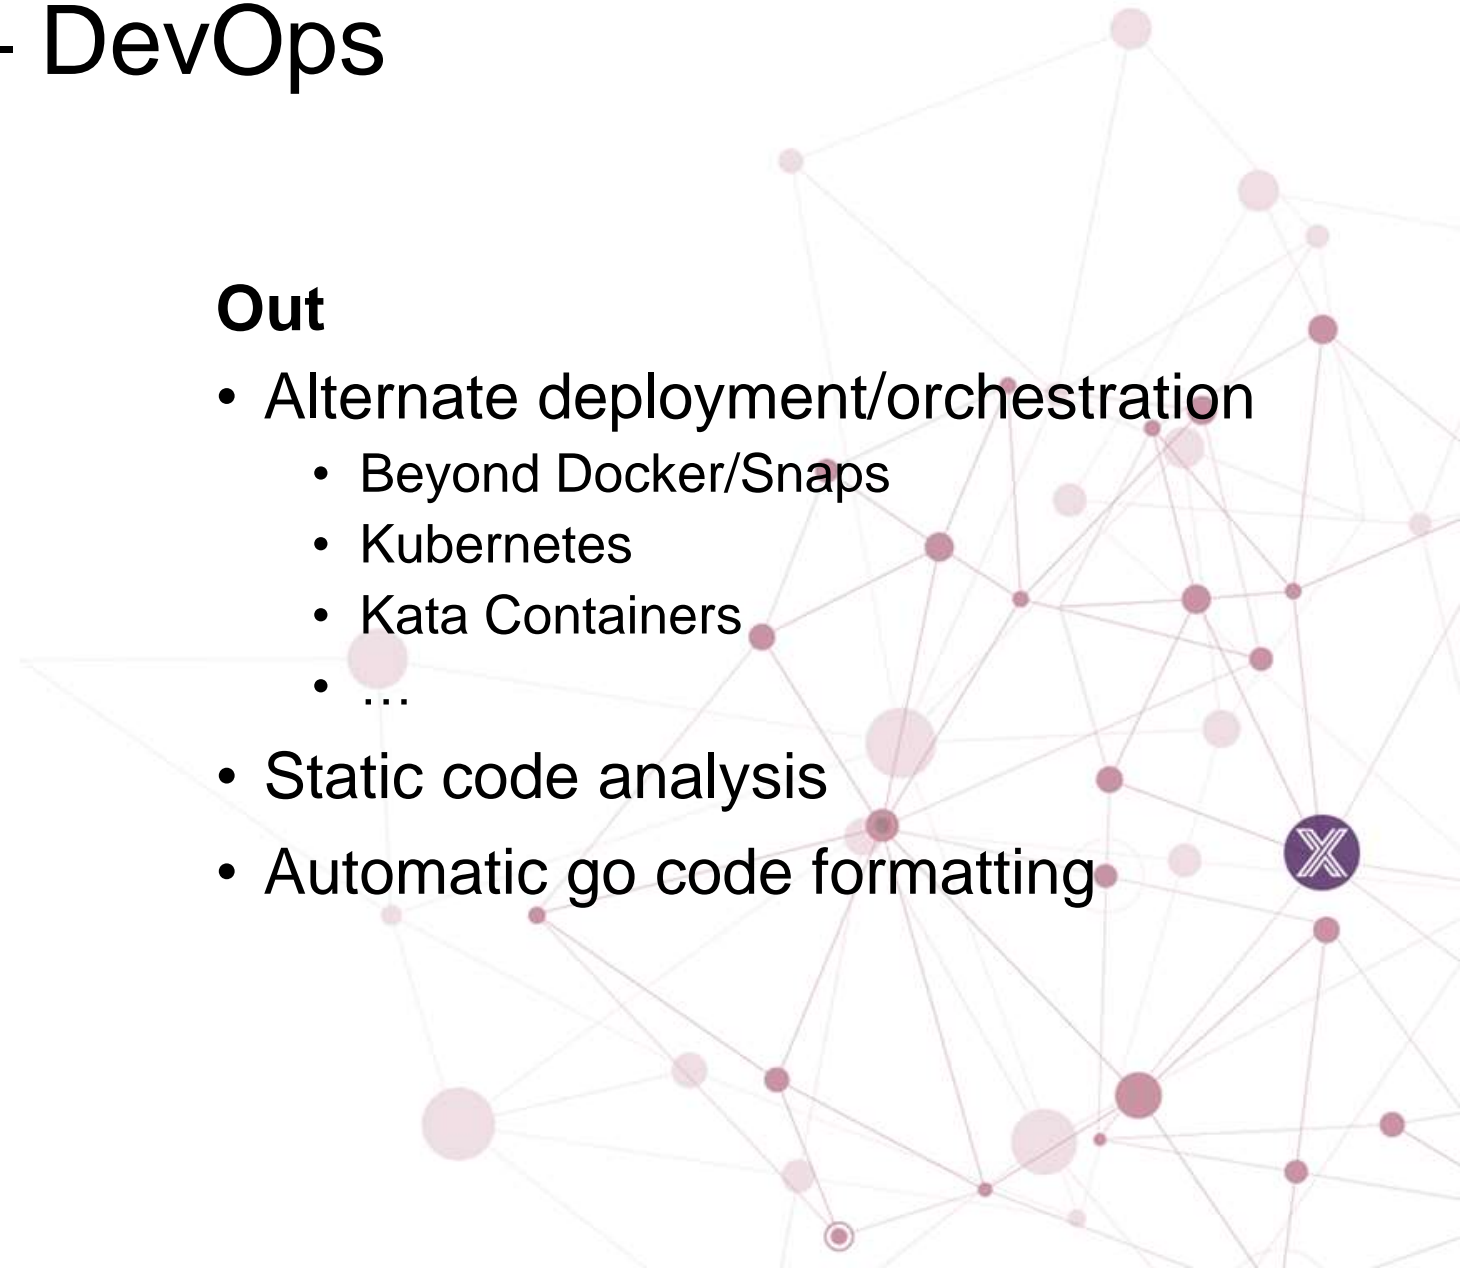 - DevOps
Out
• Alternate deployment/orchestration
• Beyond Docker/Snaps
• Kubernetes
• Kata Containers
• …
• Static code analysis
• Automatic go code formatting